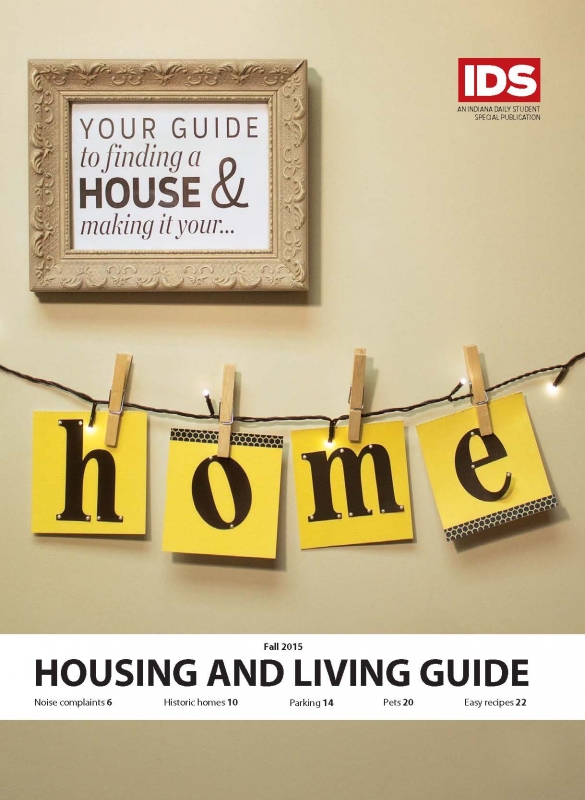 YOUR GUIDE
to finding a
HOUSE &
making it your...
IDS
AN INDIANA DAILY STUDENT
SPECIAL PUBLICATION
home
Fall 2015
HOUSING AND LIVING GUIDE
Noise complaints 6 Historic homes 10 Parking 14 Pets 20 Easy recipes 22